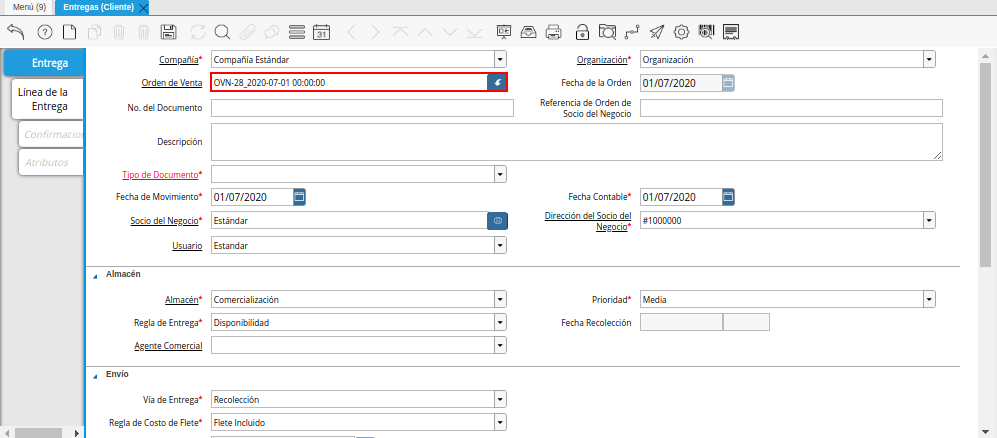 Menú (9) Entregas (Cliente)
31
Entrega
Línea de la
Entrega
Confirmacion
Atributos
Compañía* Compañía Estándar Organización* Organización
Orden de Venta OVN-28_2020-07-01 00:00:00 Fecha de la Orden 01/07/2020
No. del Documento Referencia de Orden de
Socio del Negocio
Descripción
Tipo de Documento*
Fecha de Movimiento* 01/07/2020 Fecha Contable* 01/07/2020
Socio del Negocio* Estándar Dirección del Socio del
Negocio* #1000000
Usuario Estandar
Almacén
Almacén* Comercialización Prioridad* Media
Regla de Entrega* Disponibilidad Fecha Recolección
Agente Comercial
Envío
Vía de Entrega* Recolección
Regla de Costo de Flete* Flete Incluido